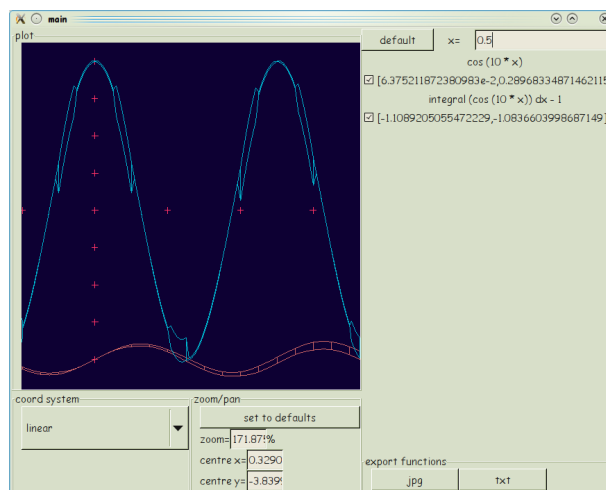 main
plot
default x= 0.5
cos (10 * x)
[6.375211872380983e-2,0.28968334871462115
integral (cos (10 * x)) dx - 1
[-1.1089205055472229,-1.0836603998687149]
coord system
linear
zoom/pan
set to defaults
zoom= 171.875%
centre x= 0.3290
centre y= -3.839
export functions
jpg txt